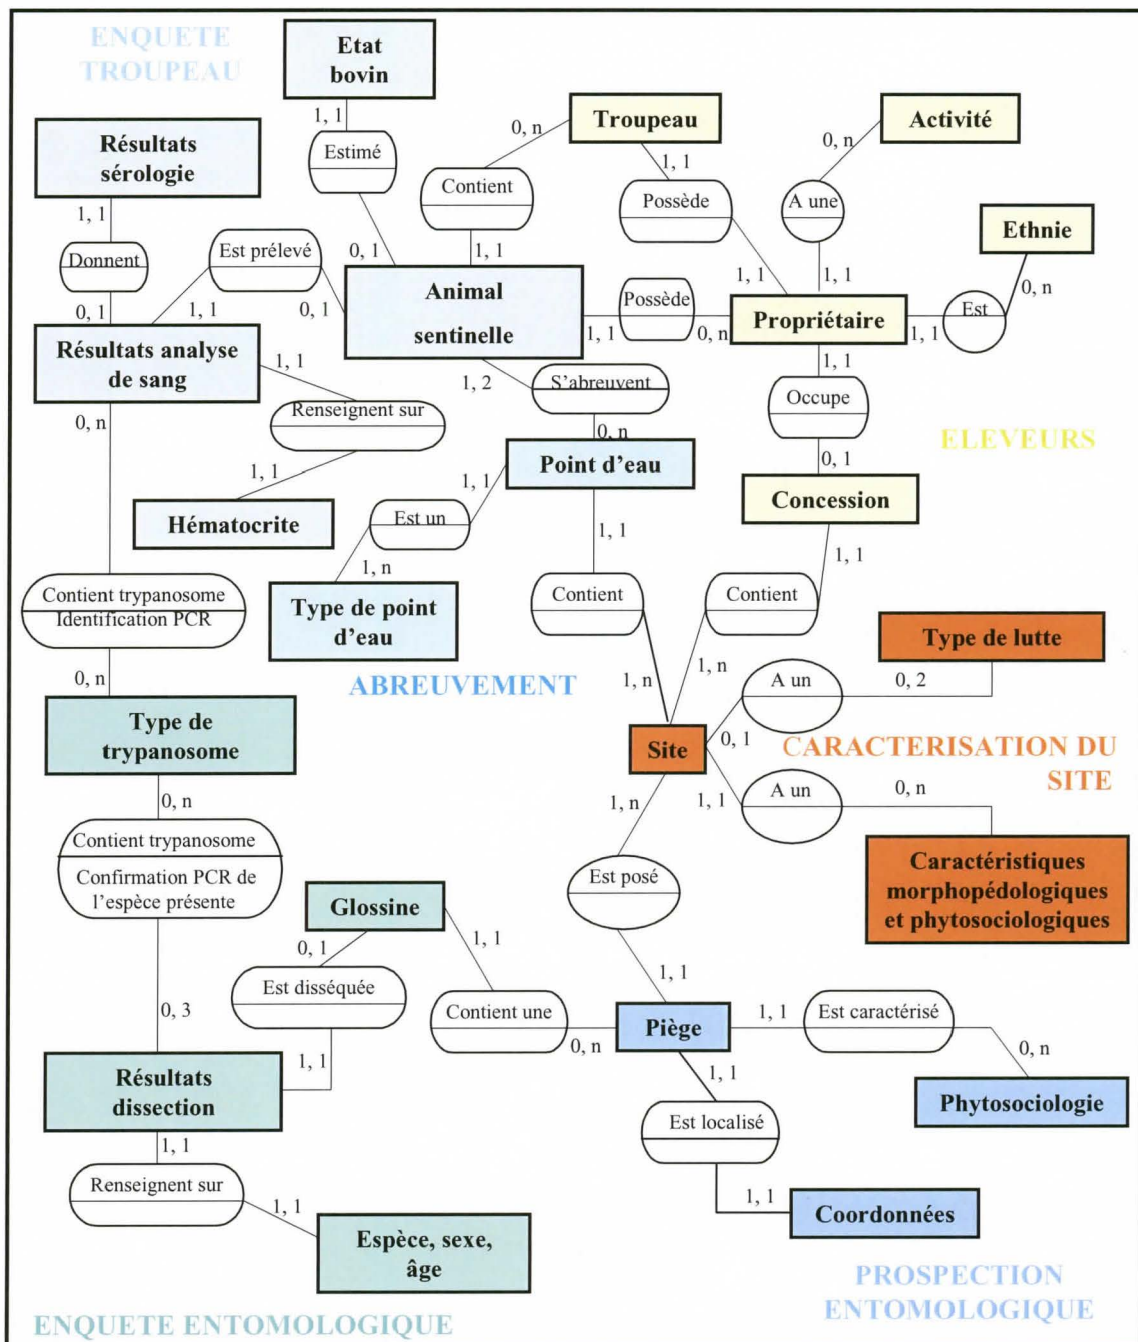 ENQUETE
TROUPEAU
Etat
bovin
1, 1
Estimé
0, 1
Résultats
sérologie
1, 1
Donnent
0, 1
Est prélevé
1, 1
0, 1
Troupeau
0, n
Contient
1, 1
1, 1
Possède
1, 1
Activité
0, n
A une
1, 1
Ethnie
0, n
Est
1, 1
Animal
sentinelle
1, 1
Possède
0, n
Propriétaire
Résultats analyse
de sang
1, 1
Renseignent sur
1, 1
Hématocrite
0, n
1, 2
S'abreuvent
0, n
Point d'eau
1, 1
Occupe
0, 1
Concession
ELEVEURS
1, 1
Est un
1, n
Type de point
d'eau
ABREUVEMENT
1, 1
Contient
1, n
1, 1
Contient
1, n
Contient trypanosome
Identification PCR
0, n
Type de
trypanosome
Type de lutte
0, 2
A un
0, 1
Site
CARACTERISATION DU
SITE
1, 1
A un
0, n
Caractéristiques
morphopédologiques
et phytosociologiques
0, n
Contient trypanosome
Confirmation PCR de
l'espèce présente
0, 3
1, n
Est posé
1, 1
Glossine
0, 1
Est disséquée
1, 1
1, 1
Contient une
0, n
Piège
1, 1
Est caractérisé
0, n
Phytosociologie
Résultats
dissection
1, 1
Est localisé
1, 1
Coordonnées
1, 1
Renseignent sur
1, 1
Espèce, sexe,
âge
PROSPECTION
ENTOMOLOGIQUE
ENQUETE ENTOMOLOGIQUE